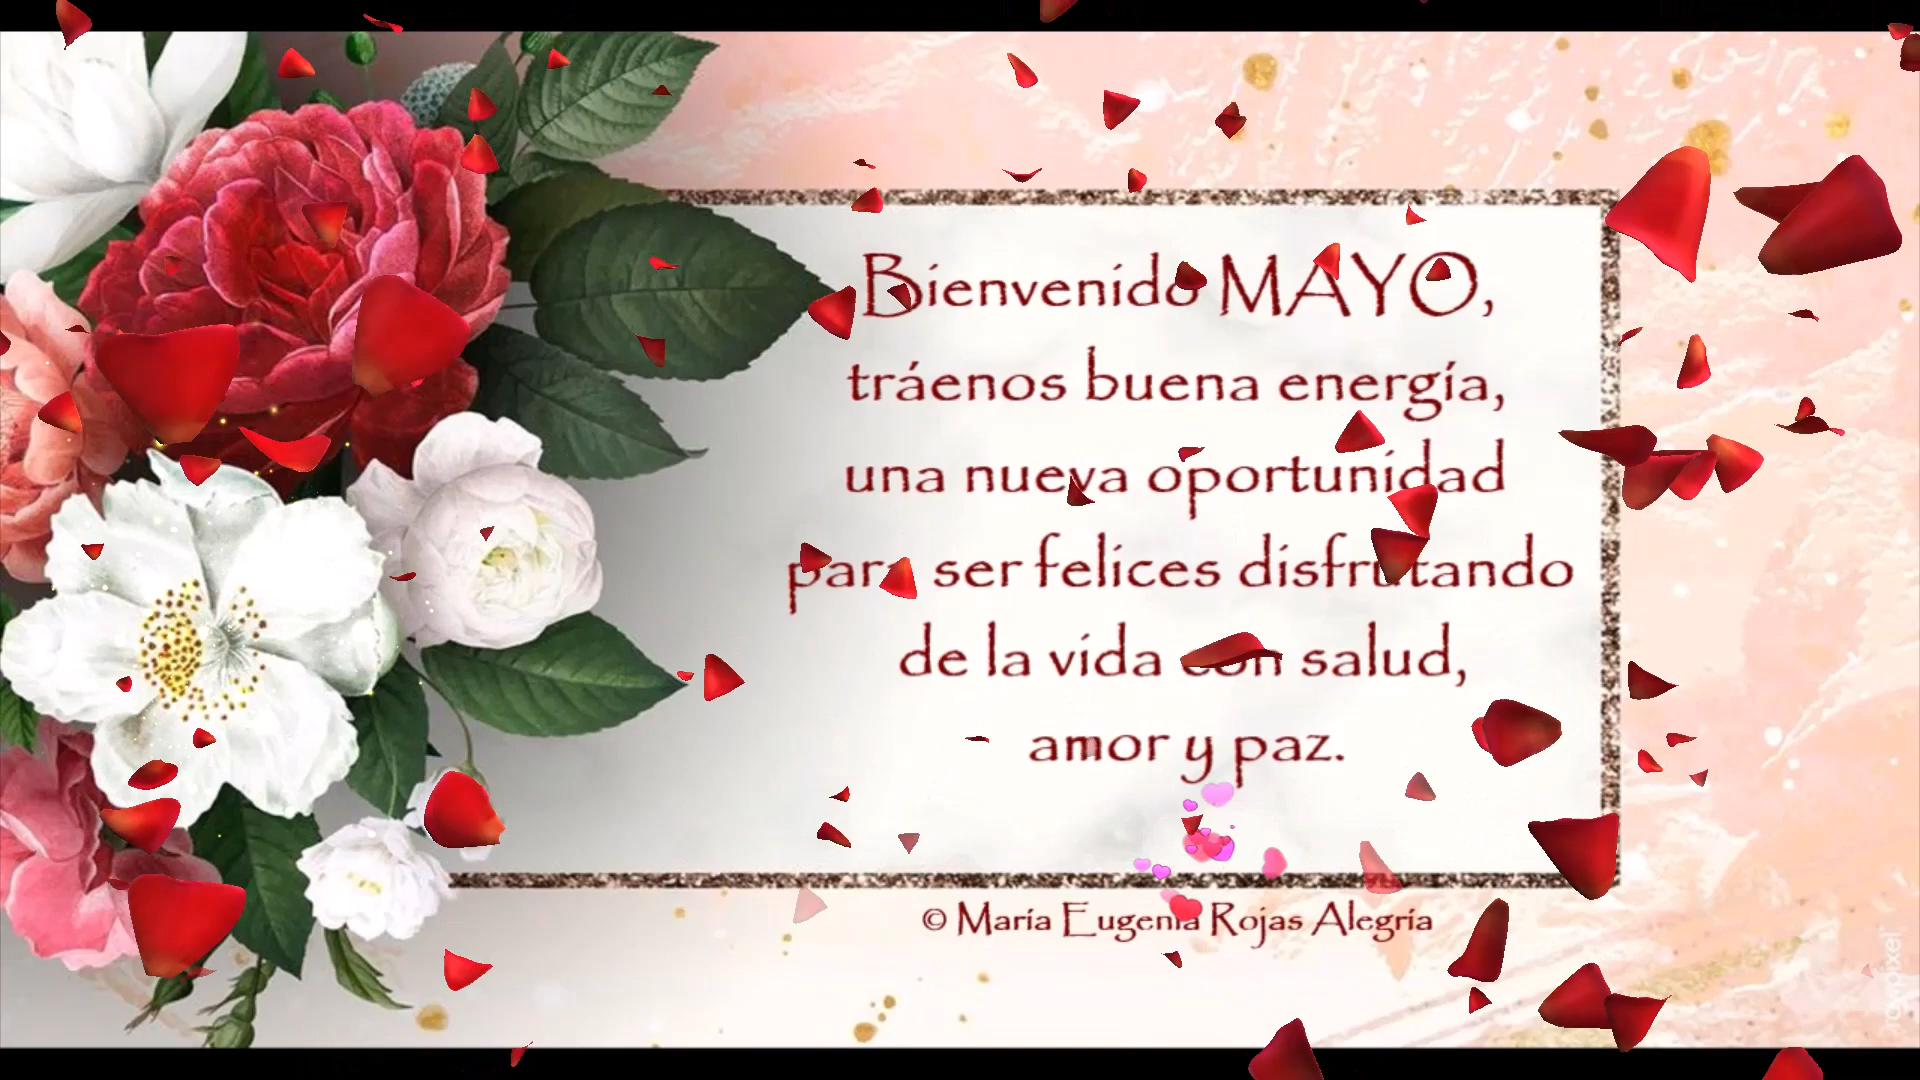 Bienvenido MAYO,
tráenos buena energía,
una nueva oportunidad
para ser felices disfrutando
de la vida con salud,
amor y paz.
© María Eugenia Rojas Alegría
rawpixel